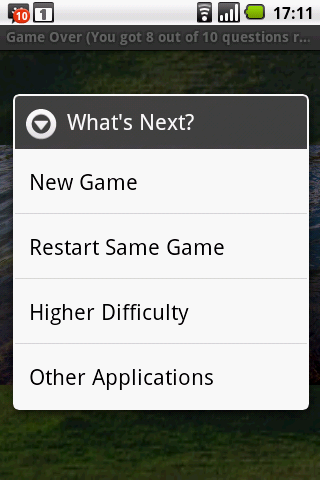 10 1 17:11
Game Over (You got 8 out of 10 questions r...
What's Next?
New Game
Restart Same Game
Higher Difficulty
Other Applications